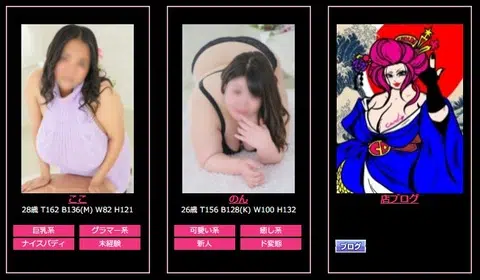 ここ
28歳 T162 B136(M) W82 H121
巨乳系
グラマー系
ナイスバディ
未経験
のん
26歳 T156 B128(K) W100 H132
可愛い系
癒し系
新人
ド変態
店ブログ
ブログ